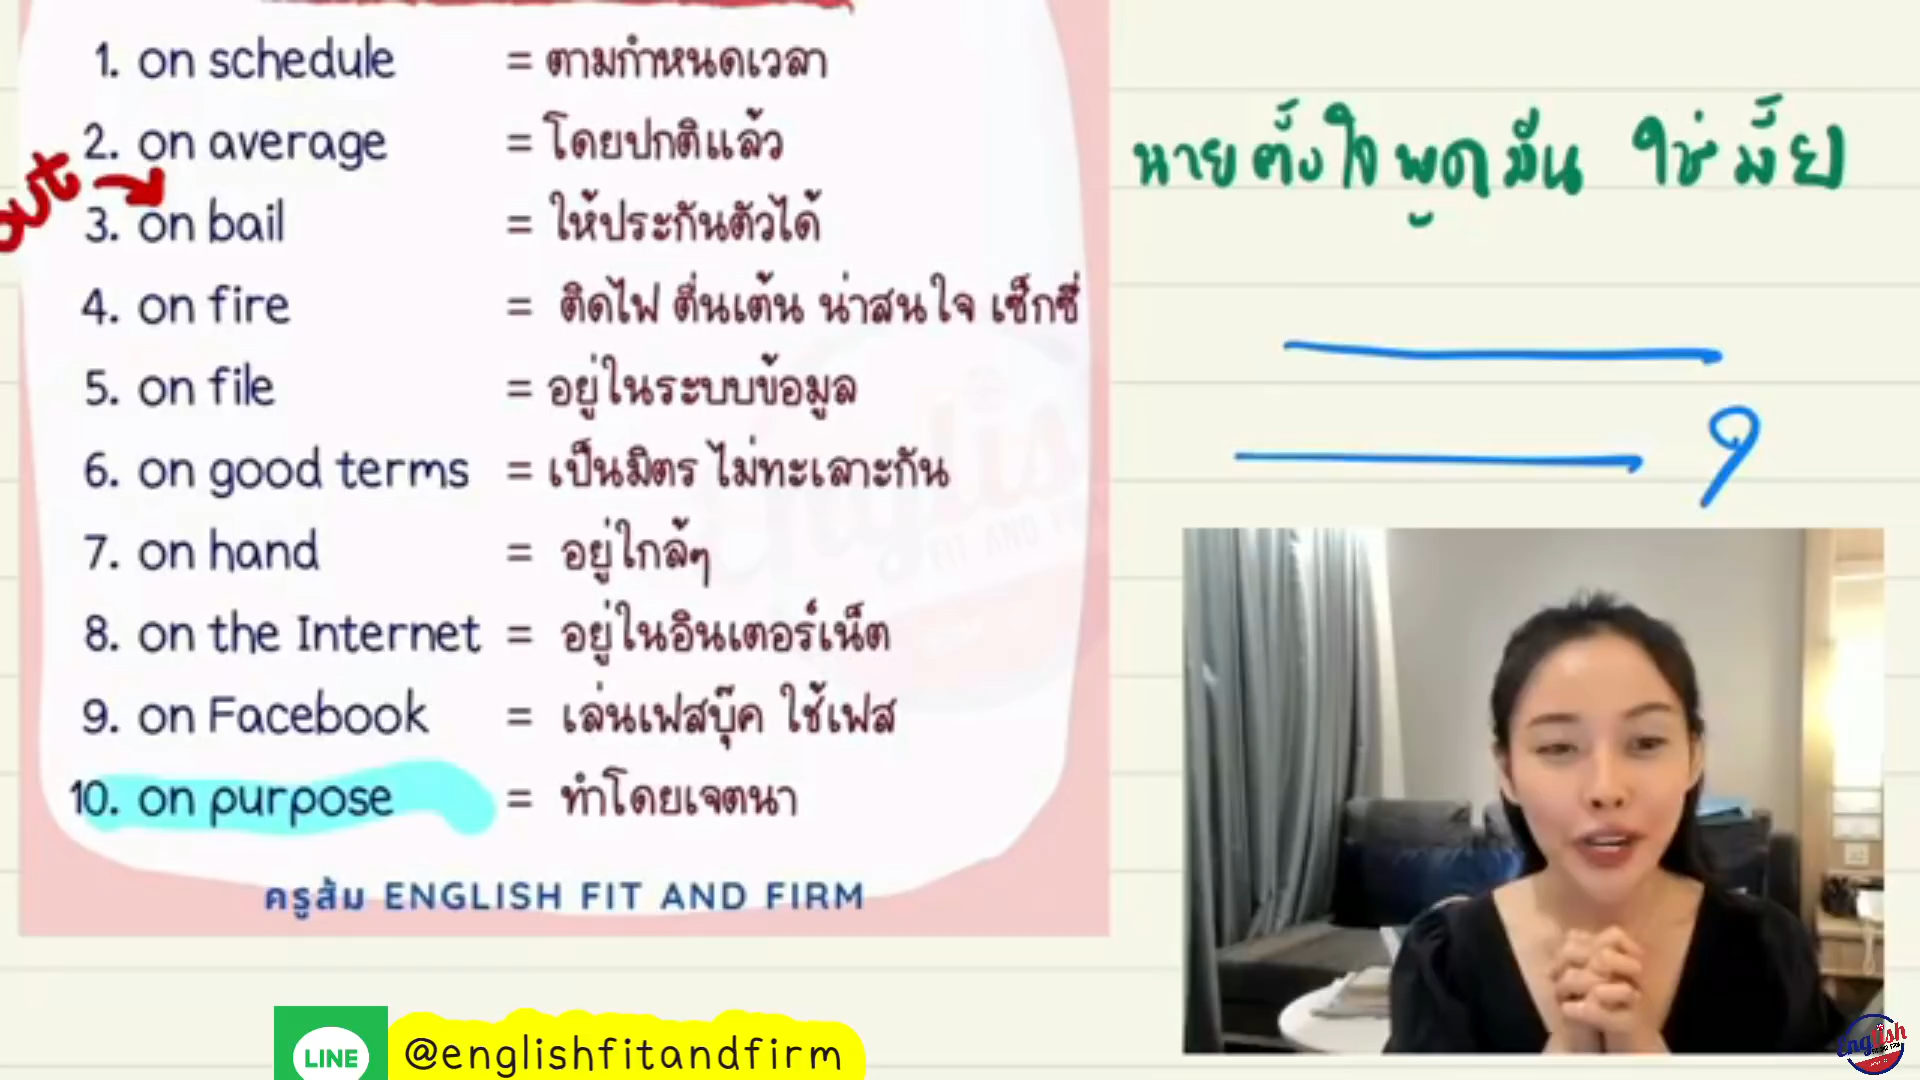 1. on schedule = ตามกำหนดเวลา
2. on average = โดยปกติแล้ว
out
3. on bail = ให้ประกันตัวได้
4. on fire = ติดไฟ ตื่นเต้น น่าสนใจ เซ็กซี่
5. on file = อยู่ในระบบข้อมูล
6. on good terms = เป็นมิตร ไม่ทะเลาะกัน
7. on hand = อยู่ใกล้ๆ
8. on the Internet = อยู่ในอินเตอร์เน็ต
9. on Facebook = เล่นเฟสบุ๊ค ใช้เฟส
10. on purpose = ทำโดยเจตนา
ครูส้ม ENGLISH FIT AND FIRM
นายตั้งใจพูดมัน ใช่มั้ย
?
LINE @englishfitandfirm
English